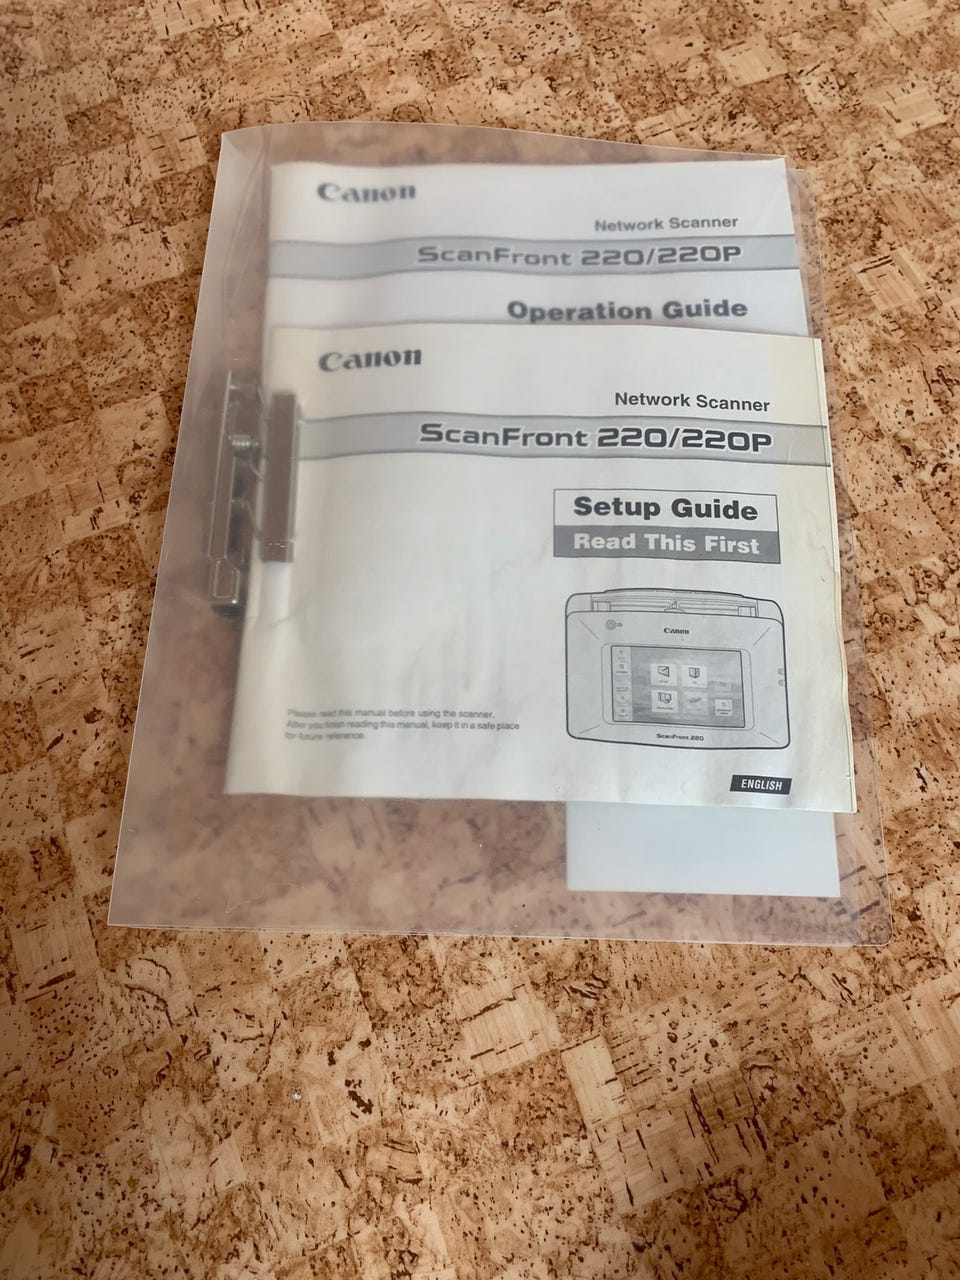 Canon
Network Scanner
ScanFront 220/220P
Operation Guide
Canon
Network Scanner
ScanFront 220/220P
Setup Guide
Read This First
Canon
ScanFront 220
Please read this manual before using the scanner.
After you finish reading this manual, keep it in a safe place
for future reference.
ENGLISH